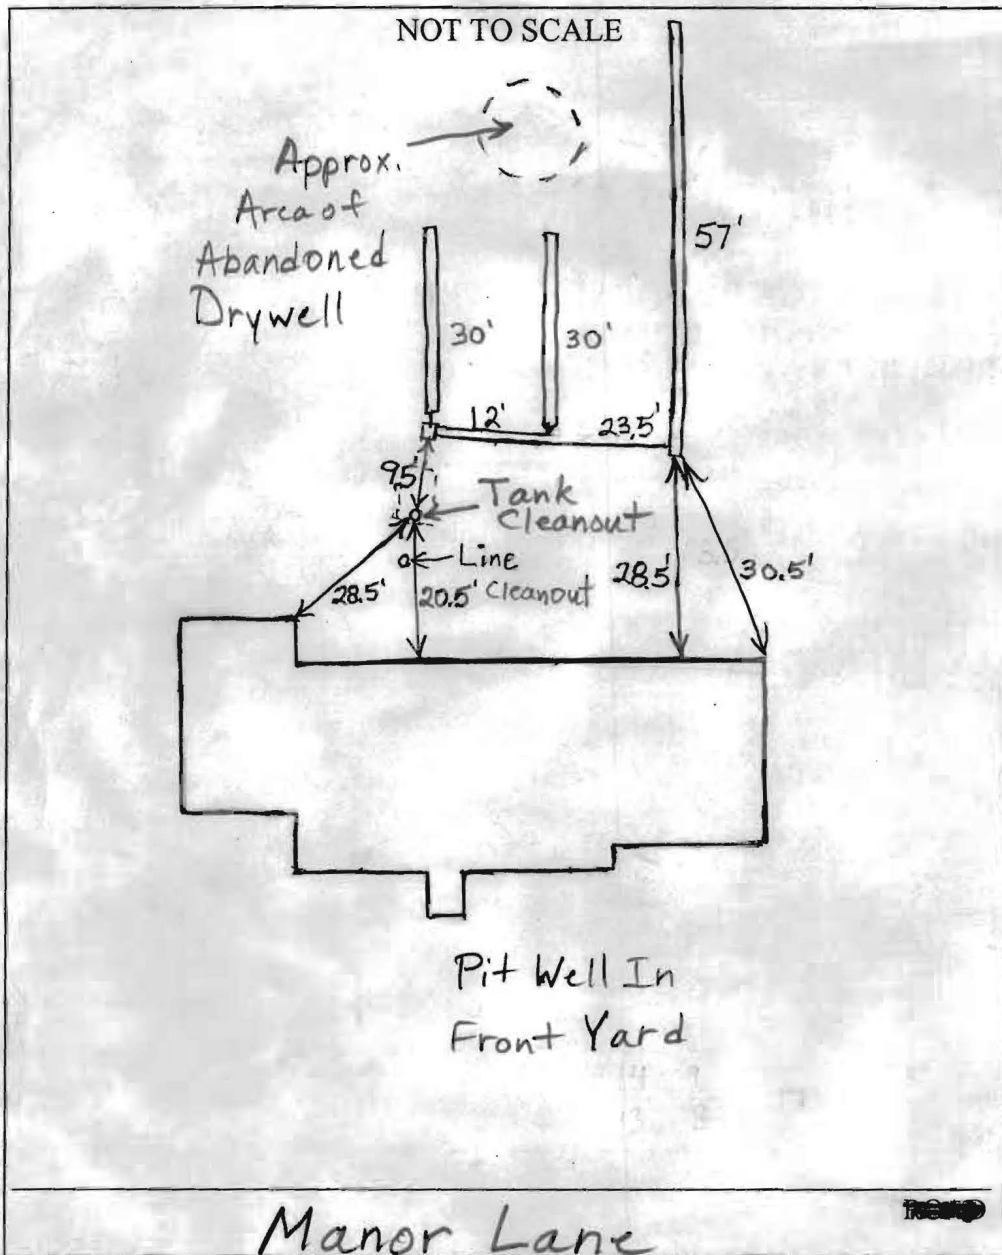 NOT TO SCALE
Approx.
Area of
Abandoned
Drywell
57'
30'
30'
12'
23.5'
9.5'
Tank
Cleanout
Line
Cleanout
28.5'
20.5'
28.5'
30.5'
Pit Well In
Front Yard
Manor Lane